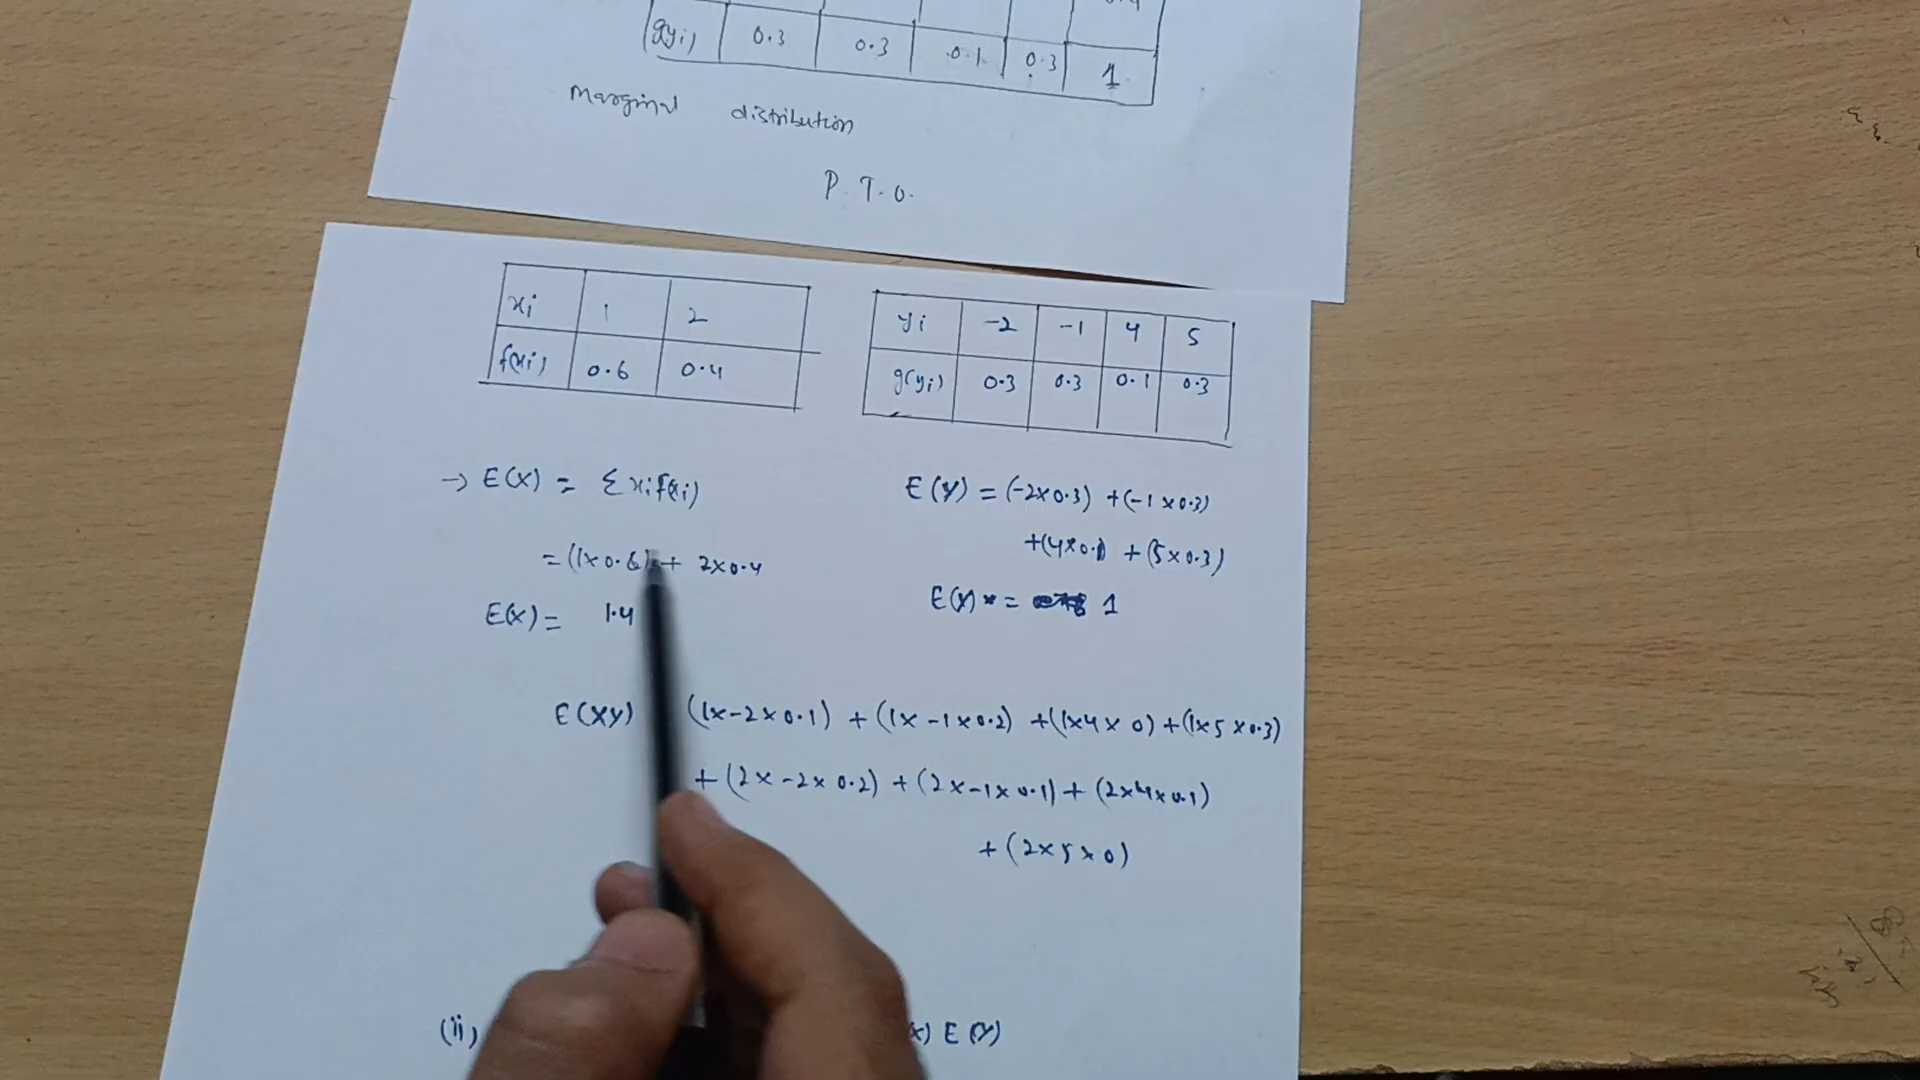 g(yi) 0.3 0.3 0.1 0.3 1
Marginal distribution
P.T.O.
xi 1 2
f(xi) 0.6 0.4
yi -2 -1 4 5
g(yi) 0.3 0.3 0.1 0.3
→ E(X) = Σ xi f(xi)
= (1×0.6) + 2×0.4
E(X) = 1.4
E(Y) = (-2×0.3) + (-1×0.3)
+ (4×0.1) + (5×0.3)
E(Y) = 1
E(XY) (1×-2×0.1) + (1×-1×0.2) + (1×4×0) + (1×5×0.3)
+ (2×-2×0.2) + (2×-1×0.1) + (2×4×0.1)
+ (2×5×0)
(ii) E(Y)